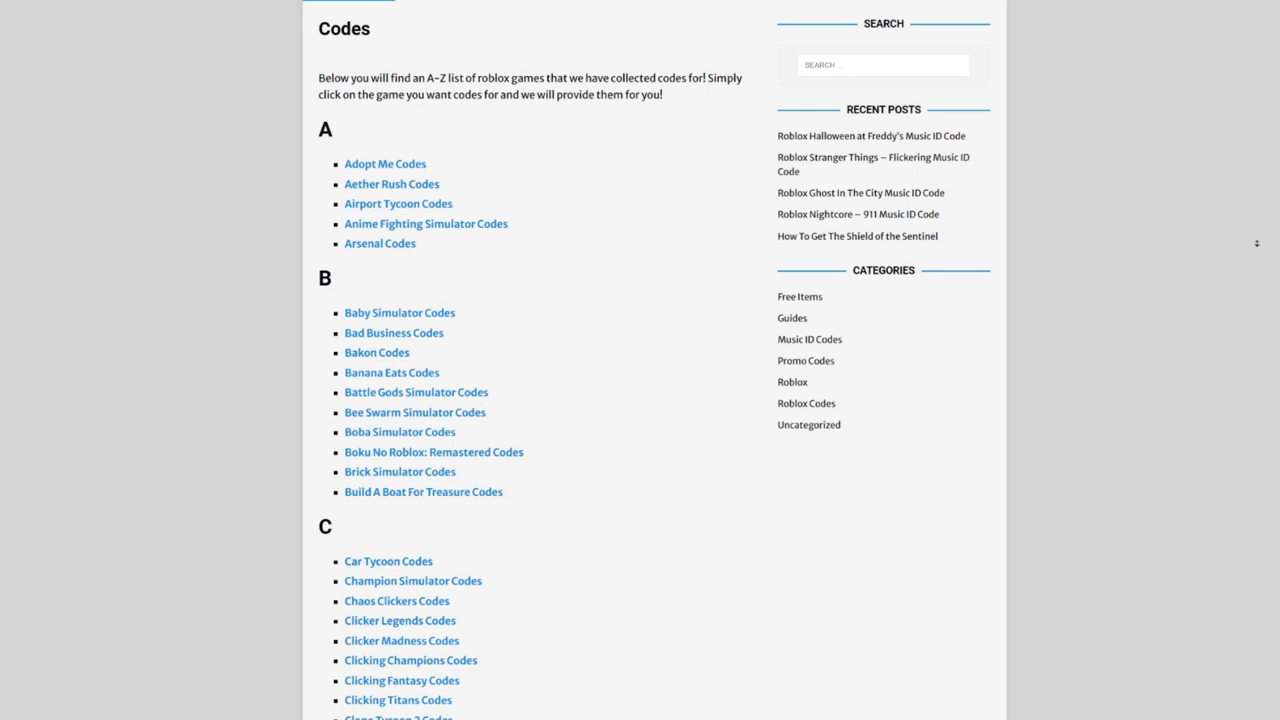 Codes
Below you will find an A-Z list of roblox games that we have collected codes for! Simply
click on the game you want codes for and we will provide them for you!
A
Adopt Me Codes
Aether Rush Codes
Airport Tycoon Codes
Anime Fighting Simulator Codes
Arsenal Codes
B
Baby Simulator Codes
Bad Business Codes
Bakon Codes
Banana Eats Codes
Battle Gods Simulator Codes
Bee Swarm Simulator Codes
Boba Simulator Codes
Boku No Roblox: Remastered Codes
Brick Simulator Codes
Build A Boat For Treasure Codes
C
Car Tycoon Codes
Champion Simulator Codes
Chaos Clickers Codes
Clicker Legends Codes
Clicker Madness Codes
Clicking Champions Codes
Clicking Fantasy Codes
Clicking Titans Codes
Clone Tycoon 2 Codes
SEARCH
SEARCH ...
RECENT POSTS
Roblox Halloween at Freddy's Music ID Code
Roblox Stranger Things – Flickering Music ID
Code
Roblox Ghost In The City Music ID Code
Roblox Nightcore – 911 Music ID Code
How To Get The Shield of the Sentinel
CATEGORIES
Free Items
Guides
Music ID Codes
Promo Codes
Roblox
Roblox Codes
Uncategorized